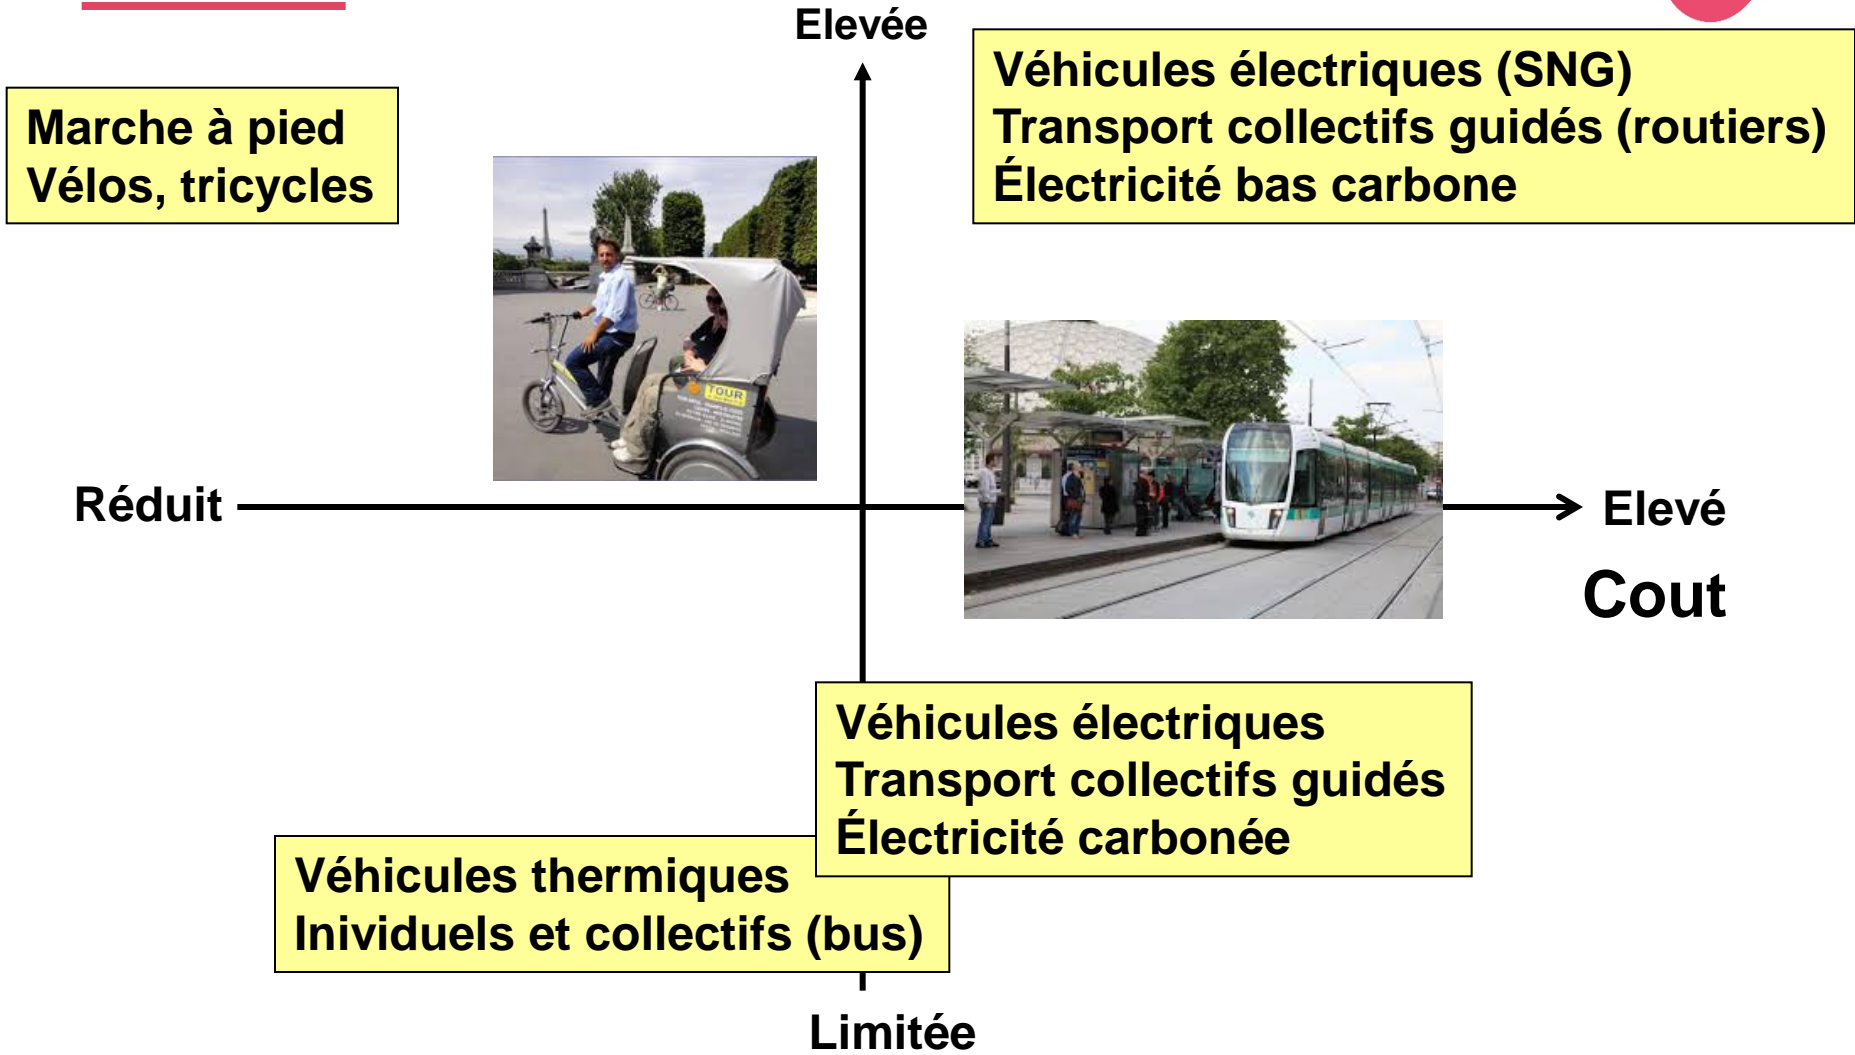 Elevée
Véhicules électriques (SNG)
Transport collectifs guidés (routiers)
Électricité bas carbone
Marche à pied
Vélos, tricycles
TOUR
Réduit
Elevé
Cout
Véhicules électriques
Transport collectifs guidés
Électricité carbonée
Véhicules thermiques
Inividuels et collectifs (bus)
Limitée